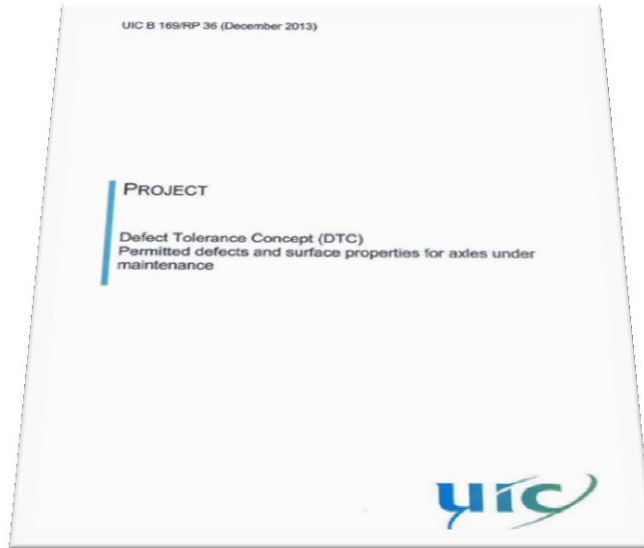 UIC B 169/RP 36 (December 2013)
PROJECT
Defect Tolerance Concept (DTC)
Permitted defects and surface properties for axles under
maintenance
uic